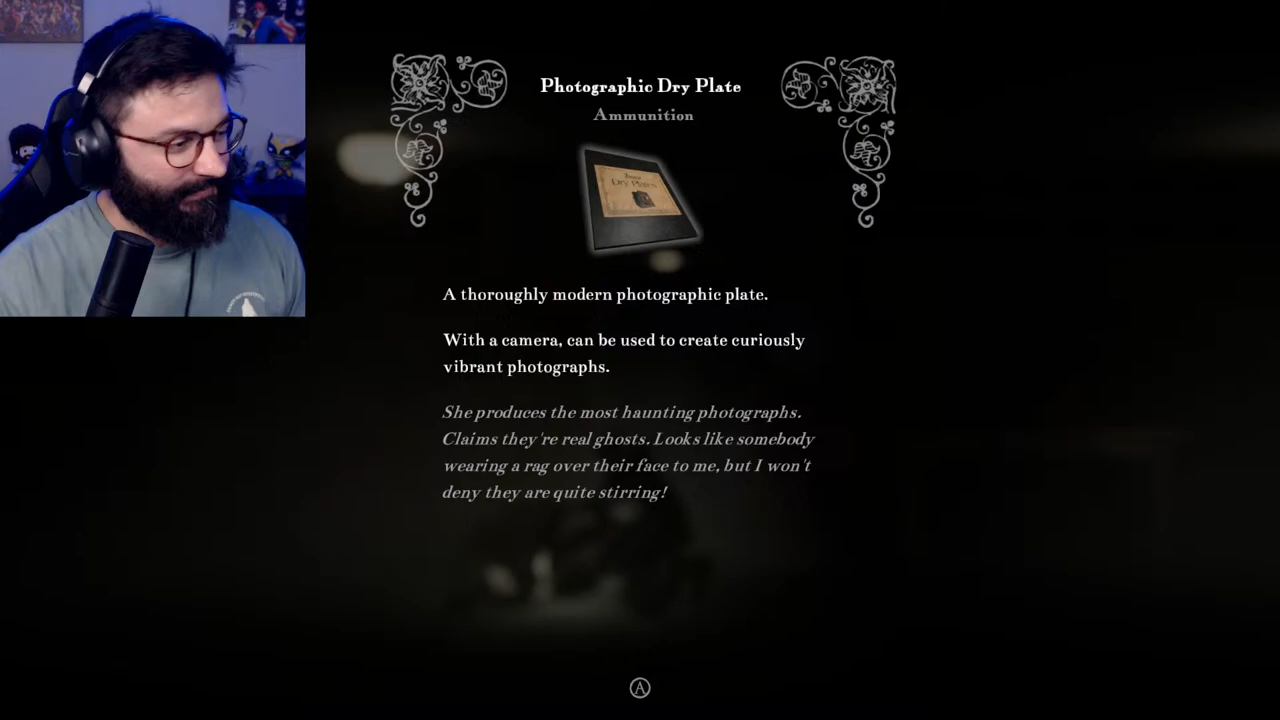 Photographic Dry Plate
Ammunition
Dry Plates
A thoroughly modern photographic plate.
With a camera, can be used to create curiously
vibrant photographs.
She produces the most haunting photographs.
Claims they're real ghosts. Looks like somebody
wearing a rag over their face to me, but I won't
deny they are quite stirring!
A